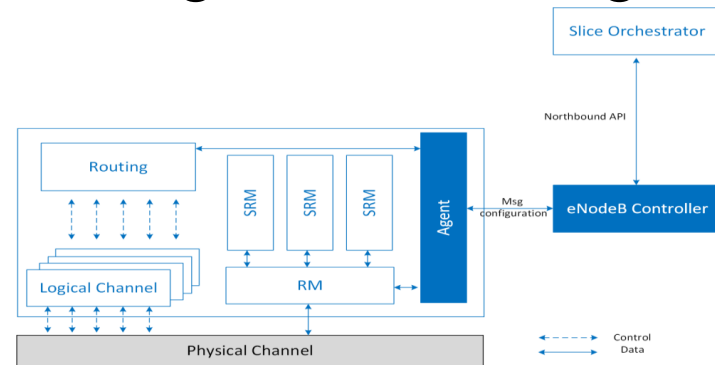 Slice Orchestrator
Northbound API
Routing
SRM
SRM
SRM
Agent
Msg
configuration
eNodeB Controller
Logical Channel
RM
Physical Channel
Control
Data